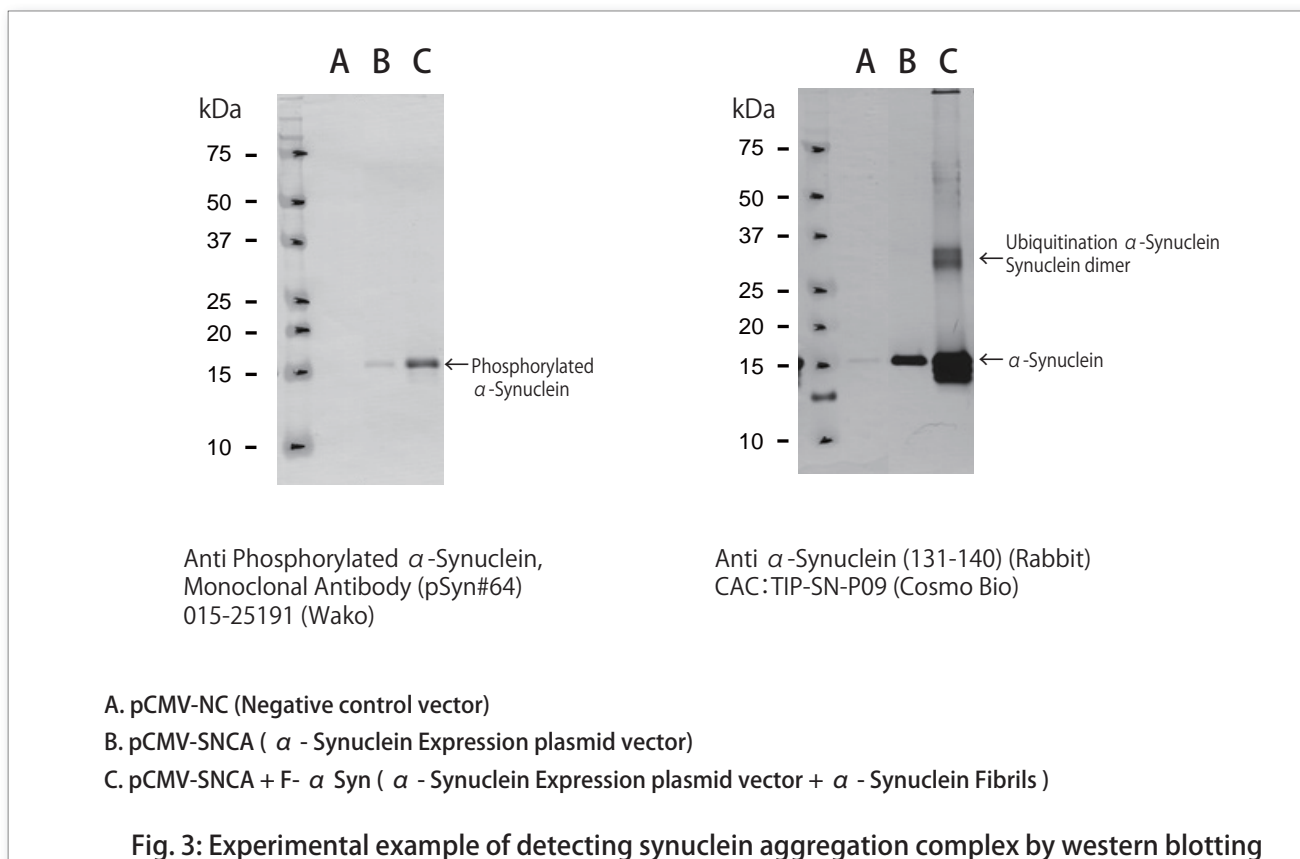 A B C
kDa
75
50
37
25
20
15
10
←Phosphorylated
α-Synuclein
Anti Phosphorylated α-Synuclein,
Monoclonal Antibody (pSyn#64)
015-25191 (Wako)
A B C
kDa
75
50
37
25
20
15
10
Ubiquitination α-Synuclein
←Synuclein dimer
←α-Synuclein
Anti α-Synuclein (131-140) (Rabbit)
CAC:TIP-SN-P09 (Cosmo Bio)
A. pCMV-NC (Negative control vector)
B. pCMV-SNCA ( α - Synuclein Expression plasmid vector)
C. pCMV-SNCA + F- α Syn ( α - Synuclein Expression plasmid vector + α - Synuclein Fibrils )
Fig. 3: Experimental example of detecting synuclein aggregation complex by western blotting